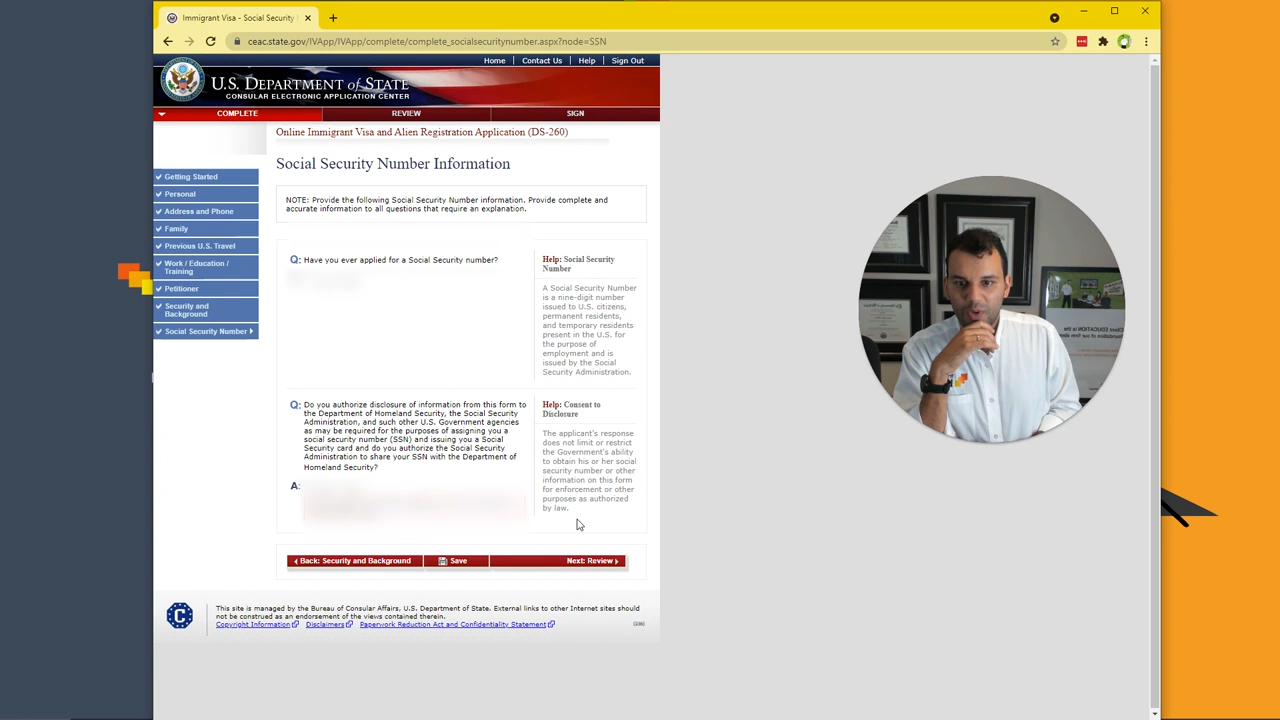 Immigrant Visa - Social Security
ceac.state.gov/IVApp/IVApp/complete/complete_socialsecuritynumber.aspx?node=SSN
Home | Contact Us | Help | Sign Out
U.S. DEPARTMENT of STATE
CONSULAR ELECTRONIC APPLICATION CENTER
COMPLETE REVIEW SIGN
Online Immigrant Visa and Alien Registration Application (DS-260)
Social Security Number Information
Getting Started
Personal
Address and Phone
Family
Previous U.S. Travel
Work / Education /
Training
Petitioner
Security and
Background
Social Security Number
NOTE: Provide the following Social Security Number information. Provide complete and
accurate information to all questions that require an explanation.
Q: Have you ever applied for a Social Security number?
Help: Social Security
Number
A Social Security Number
is a nine-digit number
issued to U.S. citizens,
permanent residents,
and temporary residents
present in the U.S. for
the purpose of
employment and is
issued by the Social
Security Administration.
Q: Do you authorize disclosure of information from this form to
the Department of Homeland Security, the Social Security
Administration, and such other U.S. Government agencies
as may be required for the purposes of assigning you a
social security number (SSN) and issuing you a Social
Security card and do you authorize the Social Security
Administration to share your SSN with the Department of
Homeland Security?
A:
Help: Consent to
Disclosure
The applicant's response
does not limit or restrict
the Government's ability
to obtain his or her social
security number or other
information on this form
for enforcement or other
purposes as authorized
by law.
Back: Security and Background Save Next: Review
This site is managed by the Bureau of Consular Affairs, U.S. Department of State. External links to other Internet sites should
not be construed as an endorsement of the views contained therein.
Copyright Information Disclaimers Paperwork Reduction Act and Confidentiality Statement